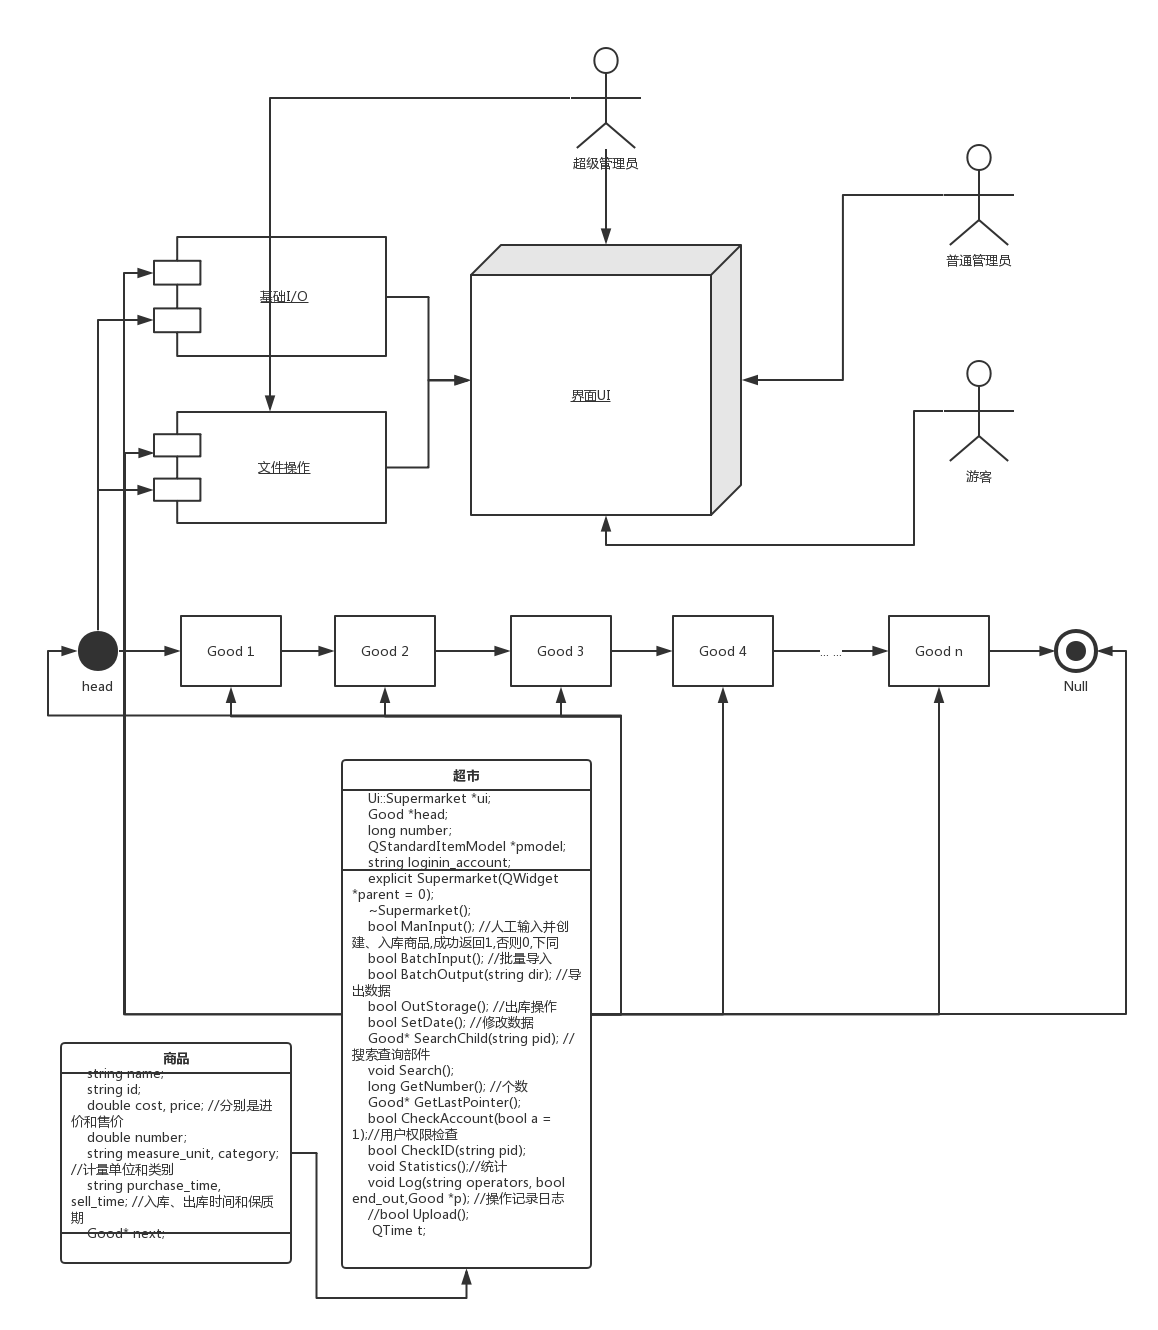 超级管理员
普通管理员
基础I/O
界面UI
文件操作
游客
Good 1
Good 2
Good 3
Good 4
... ...
Good n
head
Null
超市
Ui::Supermarket *ui;
Good *head;
long number;
QStandardItemModel *pmodel;
string loginin_account;
explicit Supermarket(QWidget
*parent = 0);
~Supermarket();
bool ManInput(); //人工输入并创
建、入库商品,成功返回1,否则0,下同
bool BatchInput(); //批量导入
bool BatchOutput(string dir); //导
出数据
bool OutStorage(); //出库操作
bool SetDate(); //修改数据
Good* SearchChild(string pid); //
搜索查询部件
void Search();
long GetNumber(); //个数
Good* GetLastPointer();
bool CheckAccount(bool a =
1);//用户权限检查
bool CheckID(string pid);
void Statistics();//统计
void Log(string operators, bool
end_out,Good *p); //操作记录日志
//bool Upload();
QTime t;
商品
string name;
string id;
double cost, price; //分别是进
价和售价
double number;
string measure_unit, category;
//计量单位和类别
string purchase_time,
sell_time; //入库、出库时间和保质
期
Good* next;